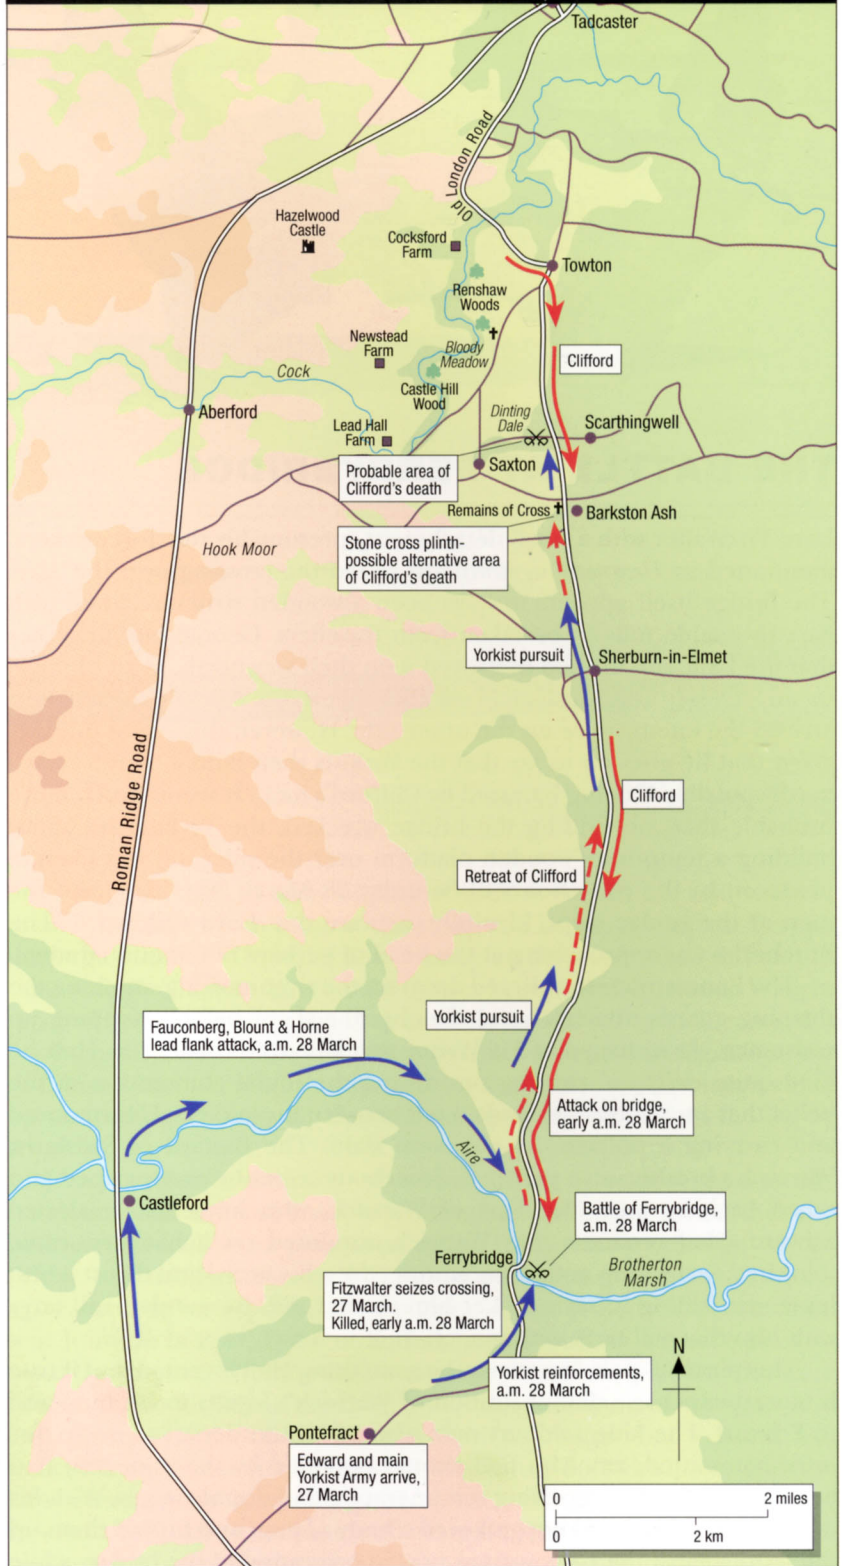 Tadcaster
Old London Road
Hazelwood
Castle
Cocksford
Farm
Towton
Renshaw
Woods
Newstead
Farm
Bloody
Meadow
Clifford
Cock
Castle Hill
Wood
Aberford
Dinting
Dale
Scarthingwell
Lead Hall
Farm
Saxton
Probable area of
Clifford's death
Remains of Cross
Barkston Ash
Stone cross plinth-
possible alternative area
of Clifford's death
Hook Moor
Yorkist pursuit
Sherburn-in-Elmet
Roman Ridge Road
Clifford
Retreat of Clifford
Yorkist pursuit
Fauconberg, Blount & Horne
lead flank attack, a.m. 28 March
Attack on bridge,
early a.m. 28 March
Aire
Castleford
Battle of Ferrybridge,
a.m. 28 March
Ferrybridge
Brotherton
Marsh
Fitzwalter seizes crossing,
27 March.
Killed, early a.m. 28 March
N
Yorkist reinforcements,
a.m. 28 March
Pontefract
Edward and main
Yorkist Army arrive,
27 March
0 2 miles
0 2 km